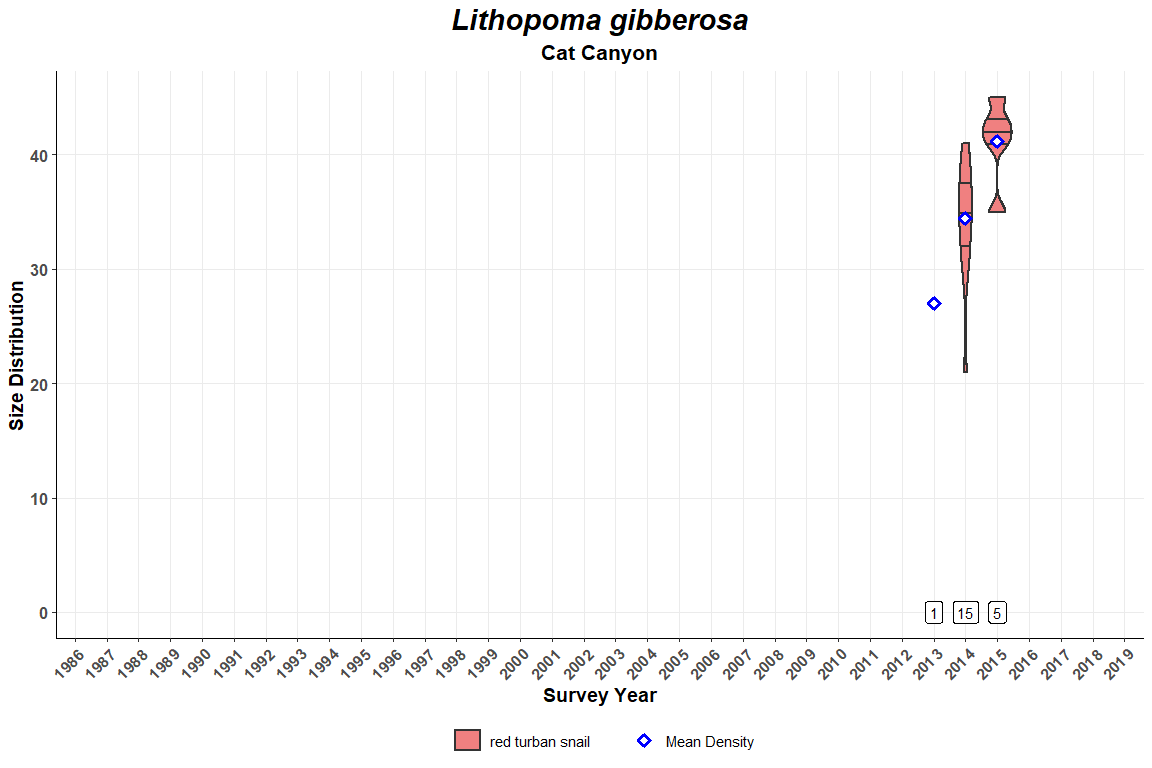 Lithopoma gibberosa
Cat Canyon
Size Distribution
40
30
20
10
0
1 15 5
1986 1987 1988 1989 1990 1991 1992 1993 1994 1995 1996 1997 1998 1999 2000 2001 2002 2003 2004 2005 2006 2007 2008 2009 2010 2011 2012 2013 2014 2015 2016 2017 2018 2019
Survey Year
red turban snail Mean Density